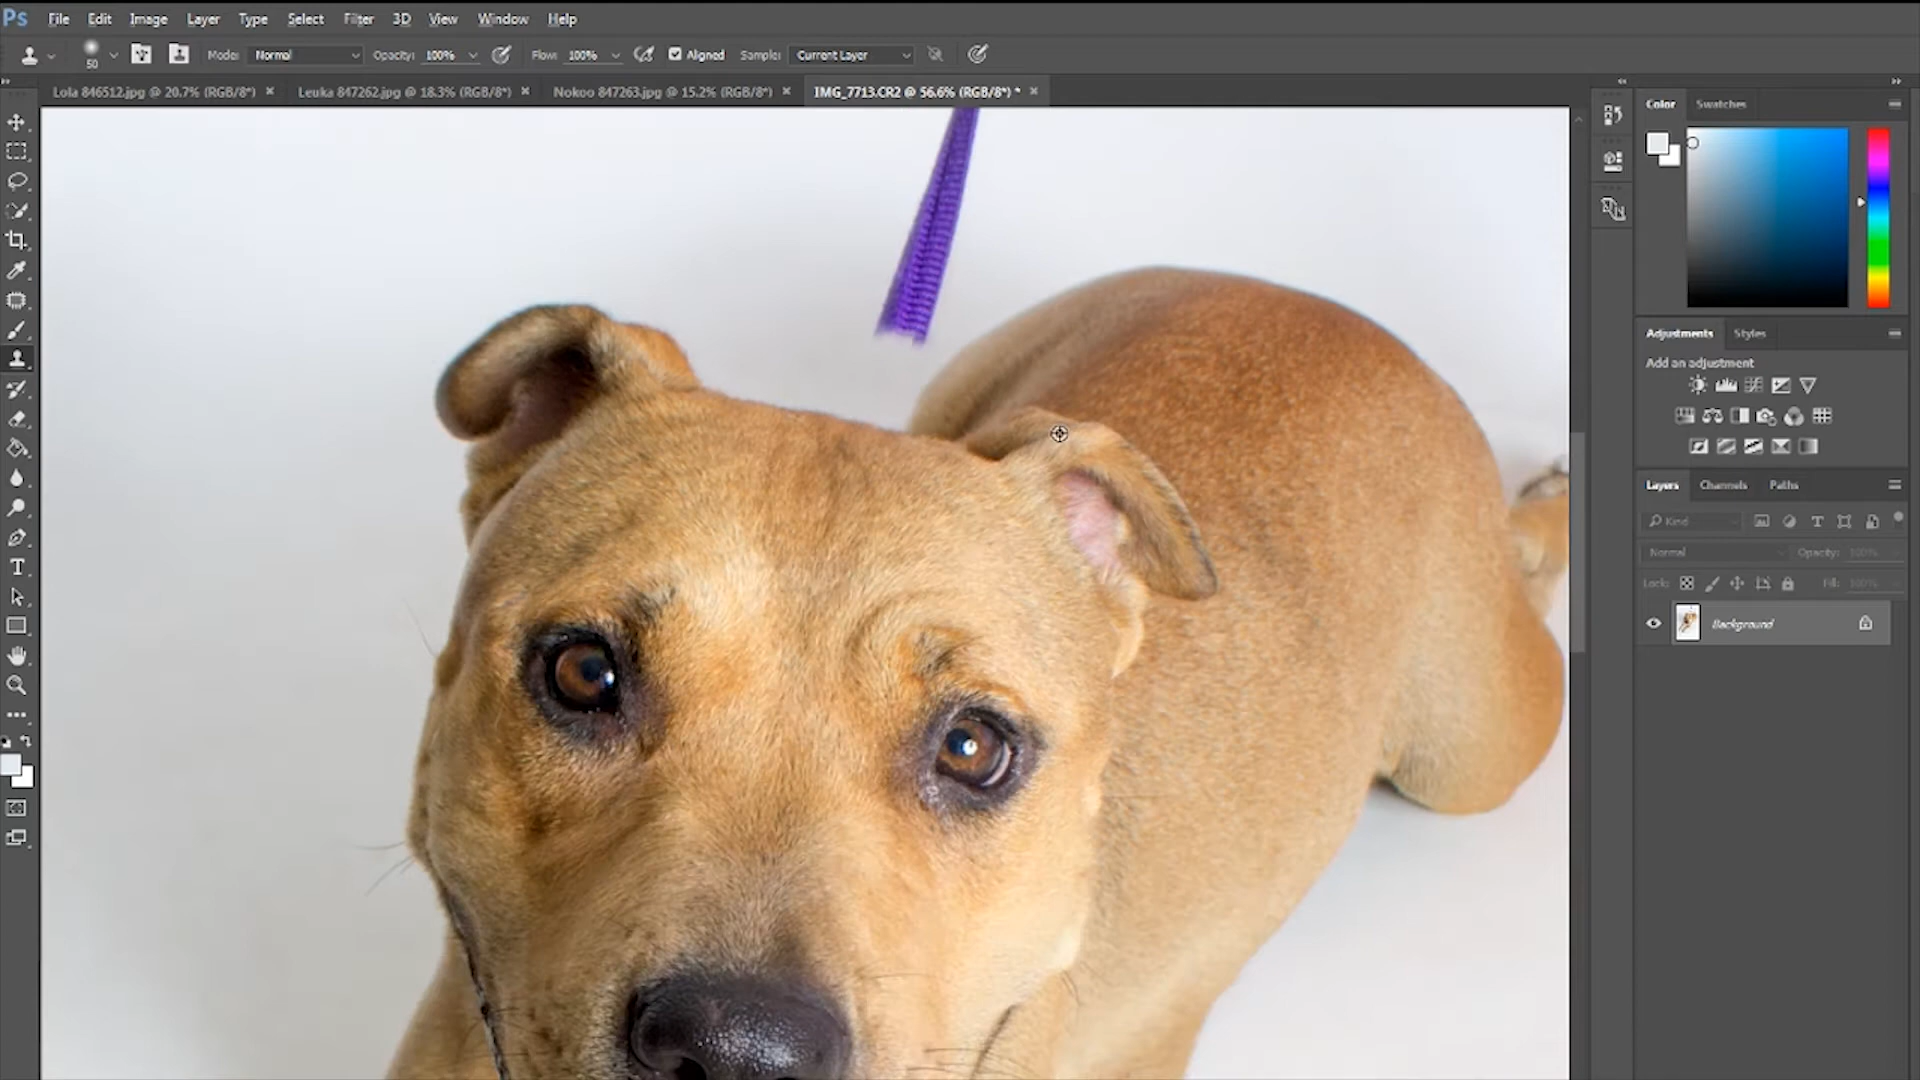 Ps File Edit Image Layer Type Select Filter 3D View Window Help
50 Mode: Normal Opacity: 100% Flow: 100% Aligned Sample: Current Layer
Lola 846512.jpg @ 20.7% (RGB/8*) × Leuka 847262.jpg @ 18.3% (RGB/8*) × Nokoo 847263.jpg @ 15.2% (RGB/8*) × IMG_7713.CR2 @ 56.6% (RGB/8*) * ×
Color Swatches
Adjustments Styles
Add an adjustment
Layers Channels Paths
Kind
Normal Opacity: 100%
Lock: Fill: 100%
Background